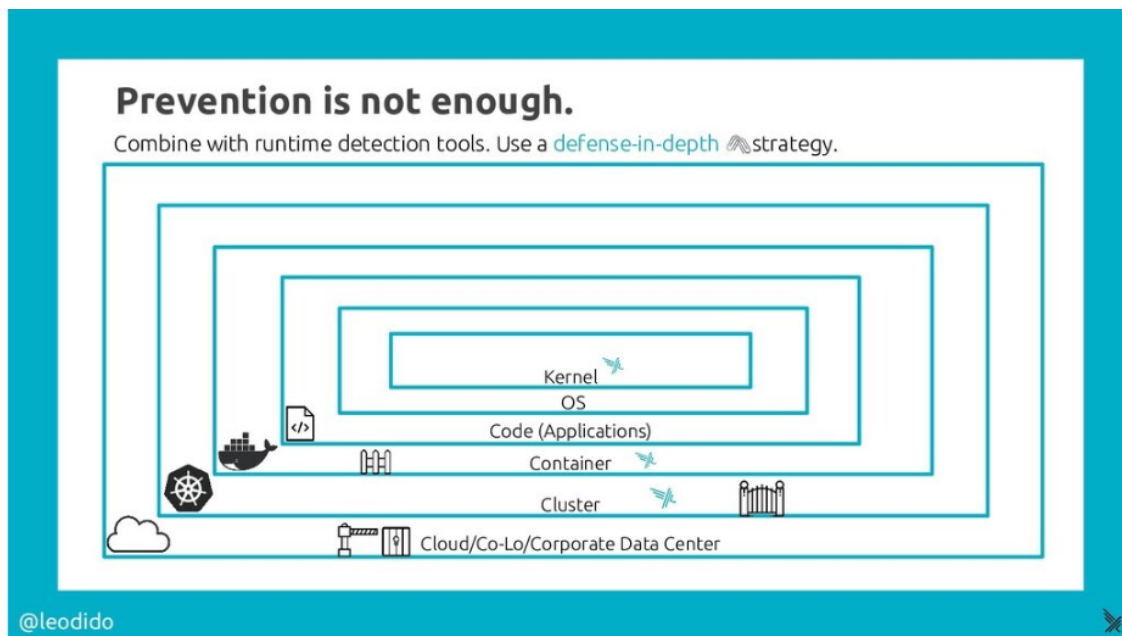 Prevention is not enough.
Combine with runtime detection tools. Use a defense-in-depth strategy.
Kernel
OS
</>
Code (Applications)
Container
Cluster
Cloud/Co-Lo/Corporate Data Center
@leodido